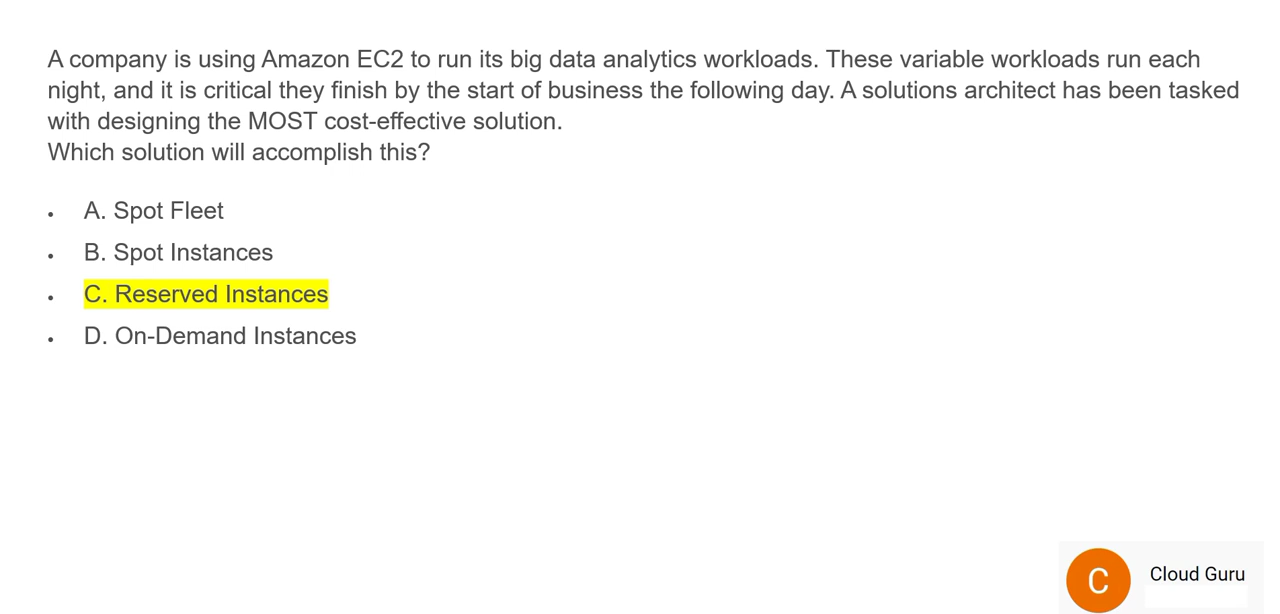 A company is using Amazon EC2 to run its big data analytics workloads. These variable workloads run each
night, and it is critical they finish by the start of business the following day. A solutions architect has been tasked
with designing the MOST cost-effective solution.
Which solution will accomplish this?
• A. Spot Fleet
• B. Spot Instances
• C. Reserved Instances
• D. On-Demand Instances
C
Cloud Guru